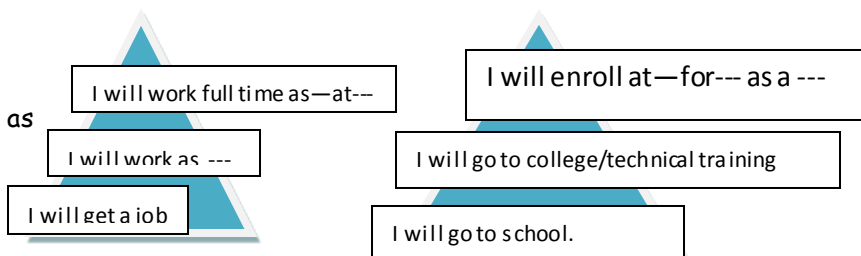 I will work full time as—at---
as
I will work as ---
I will get a job
I will enroll at—for--- as a ---
I will go to college/technical training
I will go to school.